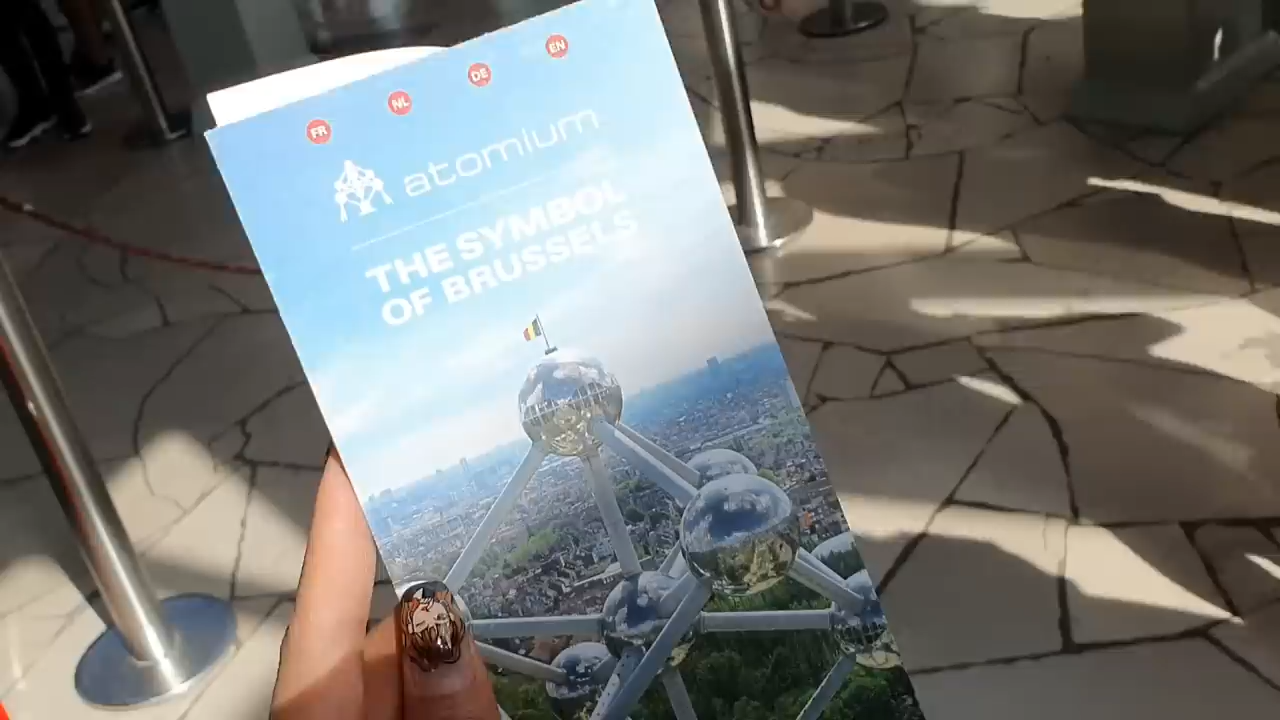 FR NL DE EN
atomium
THE SYMBOL
OF BRUSSELS